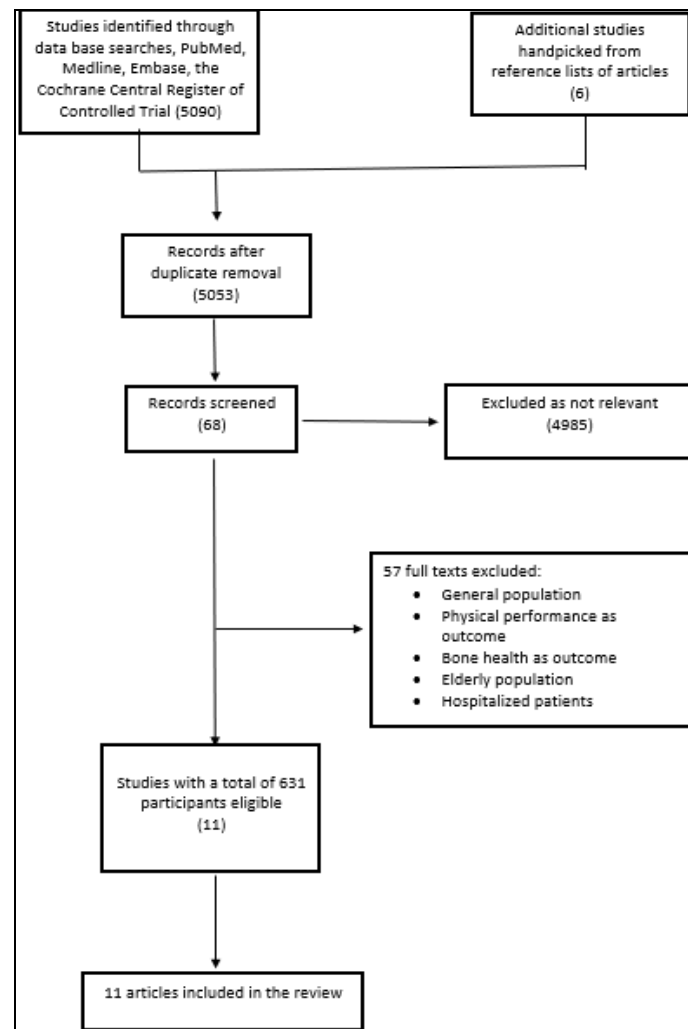 Studies identified through
data base searches, PubMed,
Medline, Embase, the
Cochrane Central Register of
Controlled Trial (5090)
Additional studies
handpicked from
reference lists of articles
(6)
Records after
duplicate removal
(5053)
Records screened
(68)
Excluded as not relevant
(4985)
57 full texts excluded:
• General population
• Physical performance as
outcome
• Bone health as outcome
• Elderly population
• Hospitalized patients
Studies with a total of 631
participants eligible
(11)
11 articles included in the review